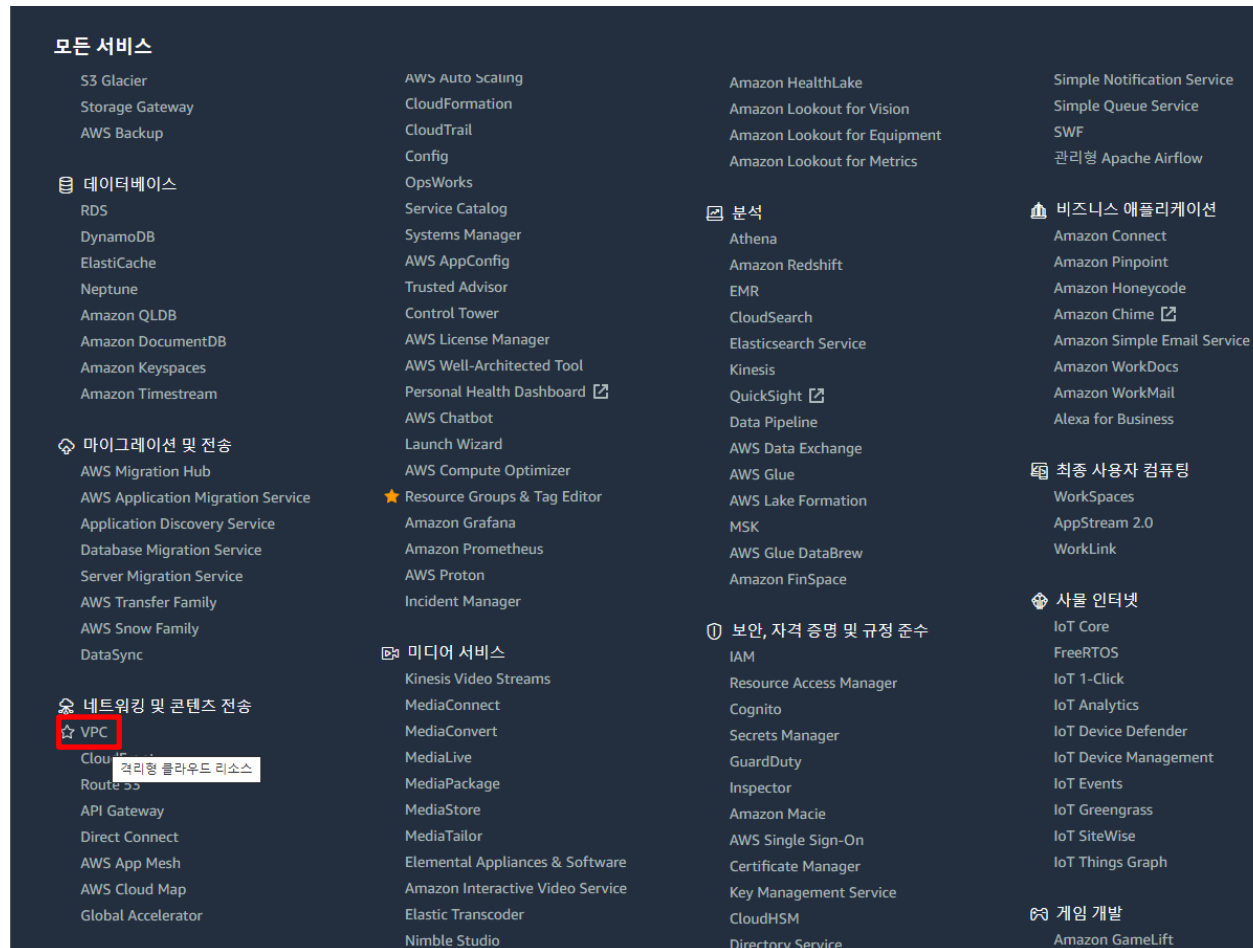 모든 서비스
S3 Glacier
Storage Gateway
AWS Backup
데이터베이스
RDS
DynamoDB
ElastiCache
Neptune
Amazon QLDB
Amazon DocumentDB
Amazon Keyspaces
Amazon Timestream
마이그레이션 및 전송
AWS Migration Hub
AWS Application Migration Service
Application Discovery Service
Database Migration Service
Server Migration Service
AWS Transfer Family
AWS Snow Family
DataSync
네트워킹 및 콘텐츠 전송
VPC
격리형 클라우드 리소스
Route 53
API Gateway
Direct Connect
AWS App Mesh
AWS Cloud Map
Global Accelerator
AWS Auto Scaling
CloudFormation
CloudTrail
Config
OpsWorks
Service Catalog
Systems Manager
AWS AppConfig
Trusted Advisor
Control Tower
AWS License Manager
AWS Well-Architected Tool
Personal Health Dashboard
AWS Chatbot
Launch Wizard
AWS Compute Optimizer
Resource Groups & Tag Editor
Amazon Grafana
Amazon Prometheus
AWS Proton
Incident Manager
미디어 서비스
Kinesis Video Streams
MediaConnect
MediaConvert
MediaLive
MediaPackage
MediaStore
MediaTailor
Elemental Appliances & Software
Amazon Interactive Video Service
Elastic Transcoder
Nimble Studio
Amazon HealthLake
Amazon Lookout for Vision
Amazon Lookout for Equipment
Amazon Lookout for Metrics
분석
Athena
Amazon Redshift
EMR
CloudSearch
Elasticsearch Service
Kinesis
QuickSight
Data Pipeline
AWS Data Exchange
AWS Glue
AWS Lake Formation
MSK
AWS Glue DataBrew
Amazon FinSpace
보안, 자격 증명 및 규정 준수
IAM
Resource Access Manager
Cognito
Secrets Manager
GuardDuty
Inspector
Amazon Macie
AWS Single Sign-On
Certificate Manager
Key Management Service
CloudHSM
Directory Service
Simple Notification Service
Simple Queue Service
SWF
관리형 Apache Airflow
비즈니스 애플리케이션
Amazon Connect
Amazon Pinpoint
Amazon Honeycode
Amazon Chime
Amazon Simple Email Service
Amazon WorkDocs
Amazon WorkMail
Alexa for Business
최종 사용자 컴퓨팅
WorkSpaces
AppStream 2.0
WorkLink
사물 인터넷
IoT Core
FreeRTOS
IoT 1-Click
IoT Analytics
IoT Device Defender
IoT Device Management
IoT Events
IoT Greengrass
IoT SiteWise
IoT Things Graph
게임 개발
Amazon GameLift